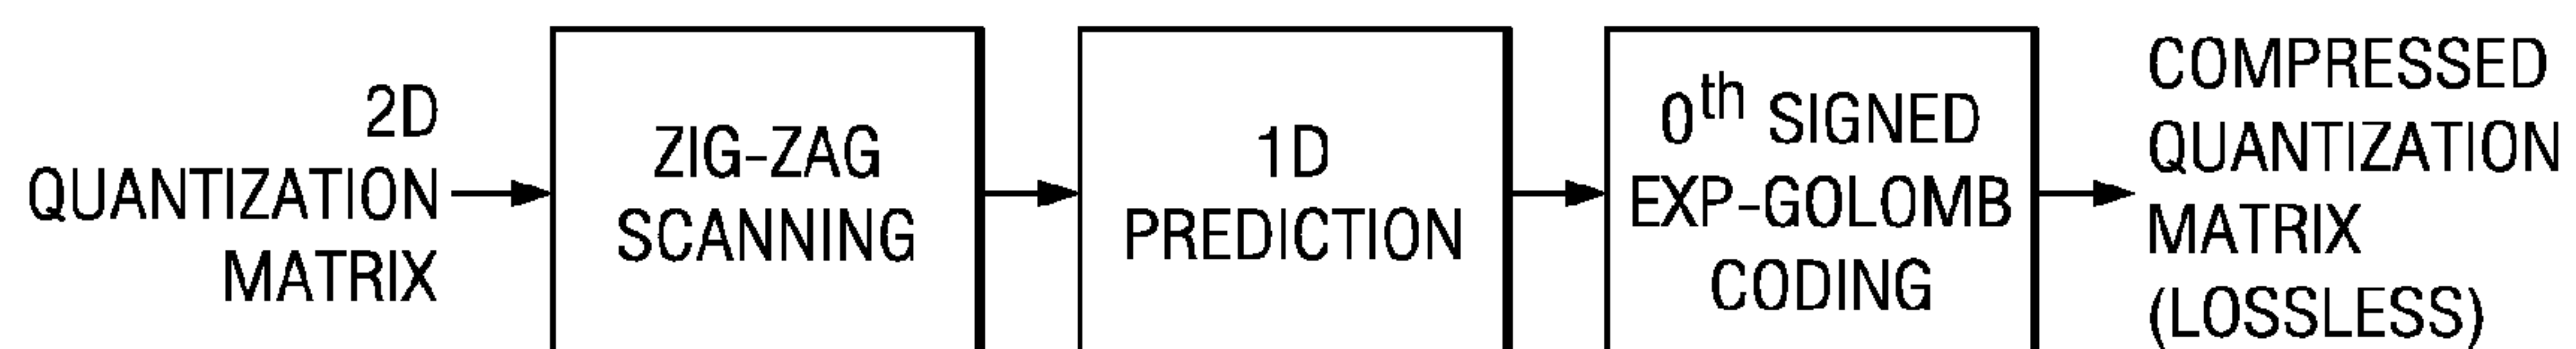 2D
QUANTIZATION
MATRIX
ZIG-ZAG
SCANNING
1D
PREDICTION
0th SIGNED
EXP-GOLOMB
CODING
COMPRESSED
QUANTIZATION
MATRIX
(LOSSLESS)